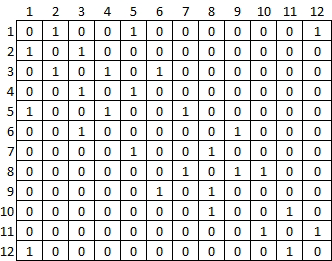 1 2 3 4 5 6 7 8 9 10 11 12
1 0 1 0 0 1 0 0 0 0 0 0 1
2 1 0 1 0 0 0 0 0 0 0 0 0
3 0 1 0 1 0 1 0 0 0 0 0 0
4 0 0 1 0 1 0 0 0 0 0 0 0
5 1 0 0 1 0 0 1 0 0 0 0 0
6 0 0 1 0 0 0 0 0 1 0 0 0
7 0 0 0 0 1 0 0 1 0 0 0 0
8 0 0 0 0 0 0 1 0 1 1 0 0
9 0 0 0 0 0 1 0 1 0 0 0 0
10 0 0 0 0 0 0 0 1 0 0 1 0
11 0 0 0 0 0 0 0 0 0 1 0 1
12 1 0 0 0 0 0 0 0 0 0 1 0